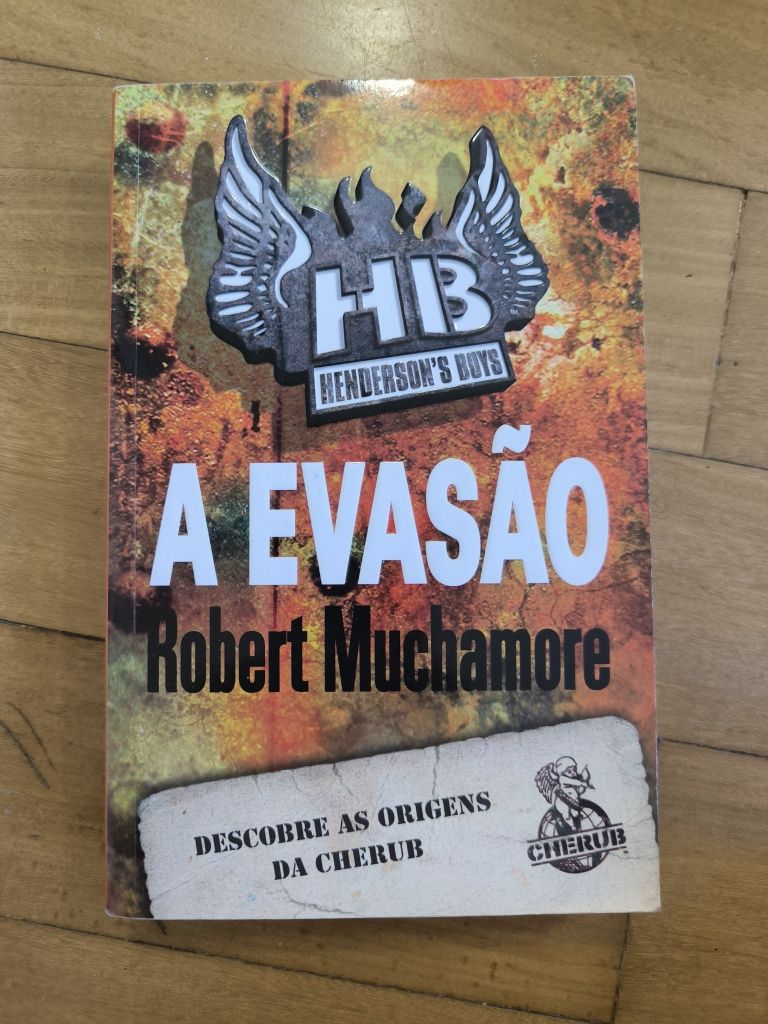 HB
HENDERSON'S BOYS
A EVASÃO
Robert Muchamore
DESCOBRE AS ORIGENS
DA CHERUB
CHERUB